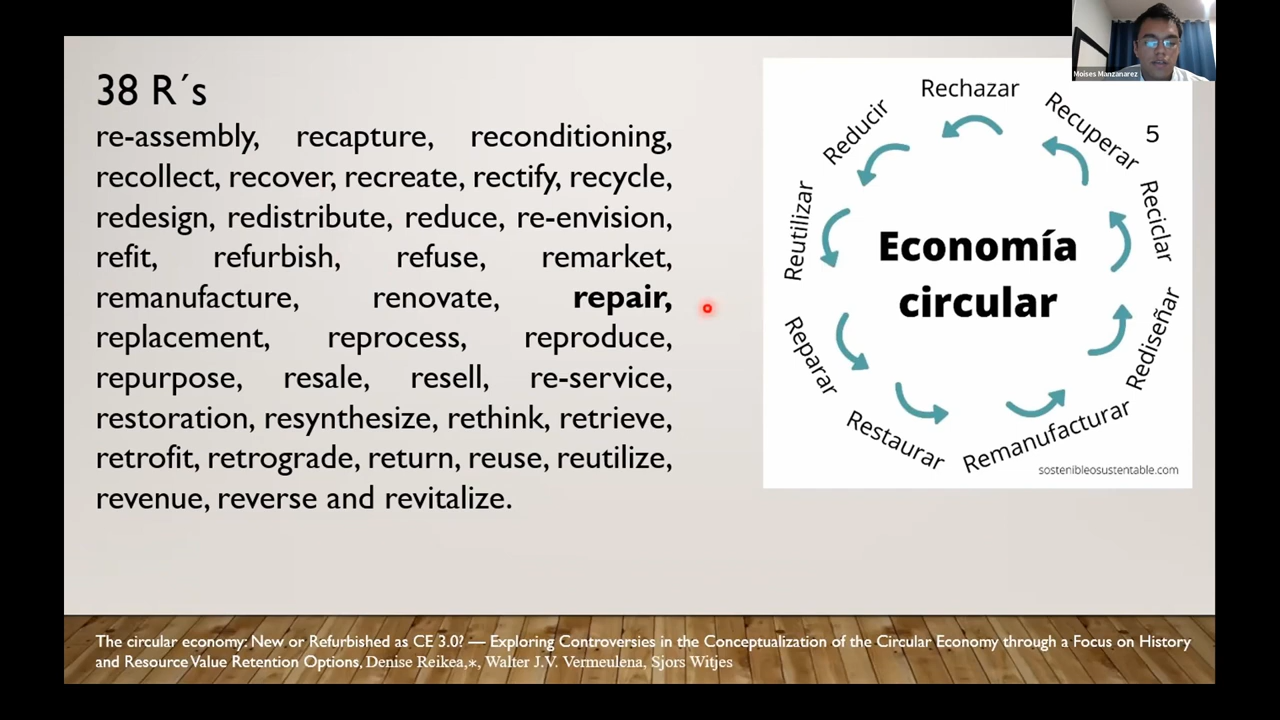 38 R´s
re-assembly, recapture, reconditioning,
recollect, recover, recreate, rectify, recycle,
redesign, redistribute, reduce, re-envision,
refit, refurbish, refuse, remarket,
remanufacture, renovate, repair,
replacement, reprocess, reproduce,
repurpose, resale, resell, re-service,
restoration, resynthesize, rethink, retrieve,
retrofit, retrograde, return, reuse, reutilize,
revenue, reverse and revitalize.
Rechazar
Reducir
Reutilizar
Reparar
Restaurar
Remanufacturar
Rediseñar
Reciclar
Recuperar
5
Economía
circular
sostenibleosustentable.com
Moises Manzanarez
The circular economy: New or Refurbished as CE 3.0? — Exploring Controversies in the Conceptualization of the Circular Economy through a Focus on History
and Resource Value Retention Options, Denise Reikea,∗, Walter J.V. Vermeulena, Sjors Witjes